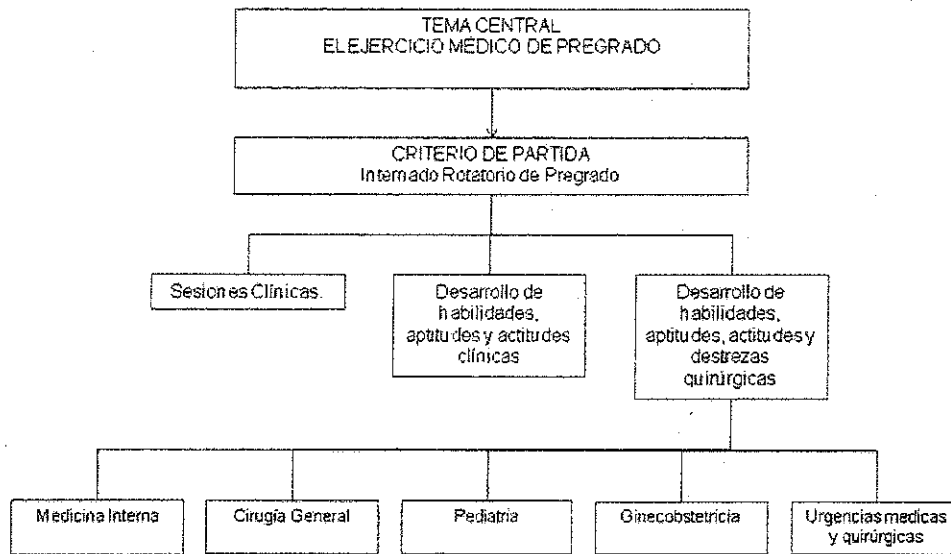 TEMA CENTRAL
EL EJERCICIO MÉDICO DE PREGRADO
CRITERIO DE PARTIDA
Internado Rotatorio de Pregrado
Sesiones Clínicas.
Desarrollo de
habilidades,
aptitudes y actitudes
clínicas
Desarrollo de
habilidades,
aptitudes, actitudes y
destrezas
quirúrgicas
Medicina Interna
Cirugía General
Pediatria
Ginecobstetricia
Urgencias medicas
y quirúrgicas